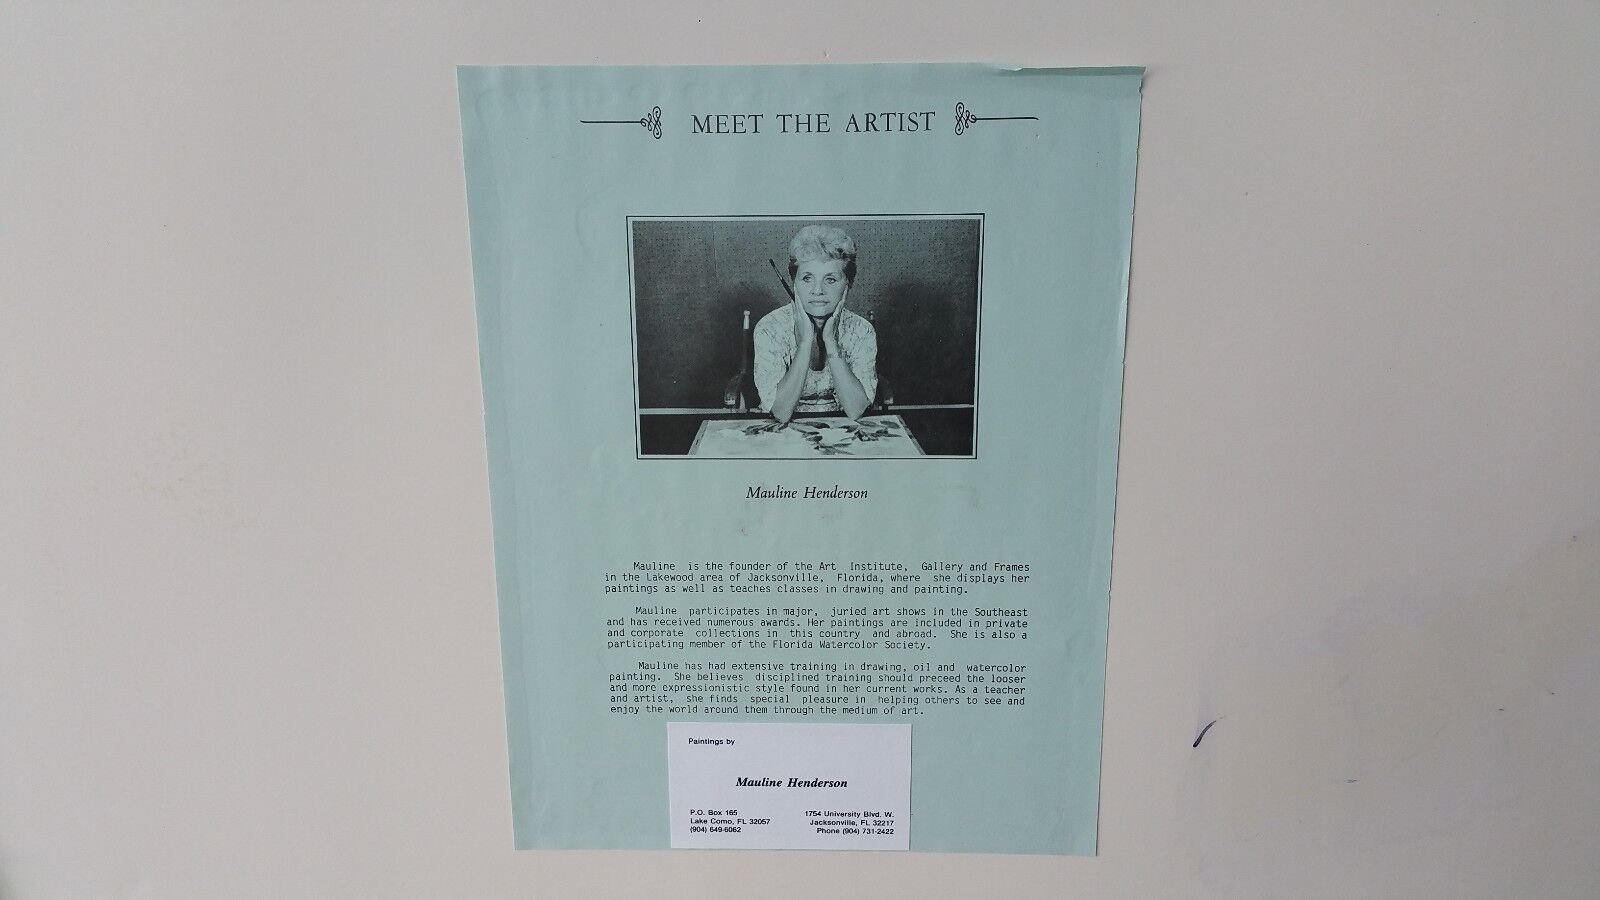 MEET THE ARTIST
Mauline Henderson
Mauline is the founder of the Art Institute, Gallery and Frames
in the Lakewood area of Jacksonville, Florida, where she displays her
paintings as well as teaches classes in drawing and painting.
Mauline participates in major, juried art shows in the Southeast
and has received numerous awards. Her paintings are included in private
and corporate collections in this country and abroad. She is also a
participating member of the Florida Watercolor Society.
Mauline has had extensive training in drawing, oil and watercolor
painting. She believes disciplined training should preceed the looser
and more expressionistic style found in her current works. As a teacher
and artist, she finds special pleasure in helping others to see and
enjoy the world around them through the medium of art.
Paintings by
Mauline Henderson
P.O. Box 165
Lake Como, FL 32057
(904) 649-6062
1754 University Blvd. W.
Jacksonville, FL 32217
Phone (904) 731-2422